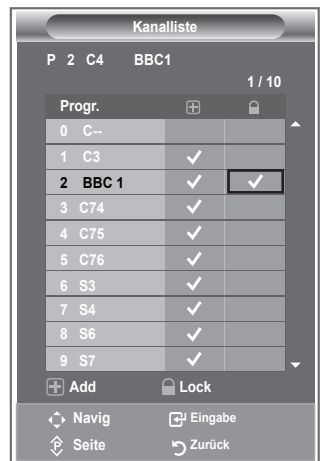 Kanalliste
P 2 C4 BBC1
1 / 10
Progr.
0 C--
1 C3
2 BBC 1
3 C74
4 C75
5 C76
6 S3
7 S4
8 S6
9 S7
Add Lock
Navig Eingabe
P Seite Zurück